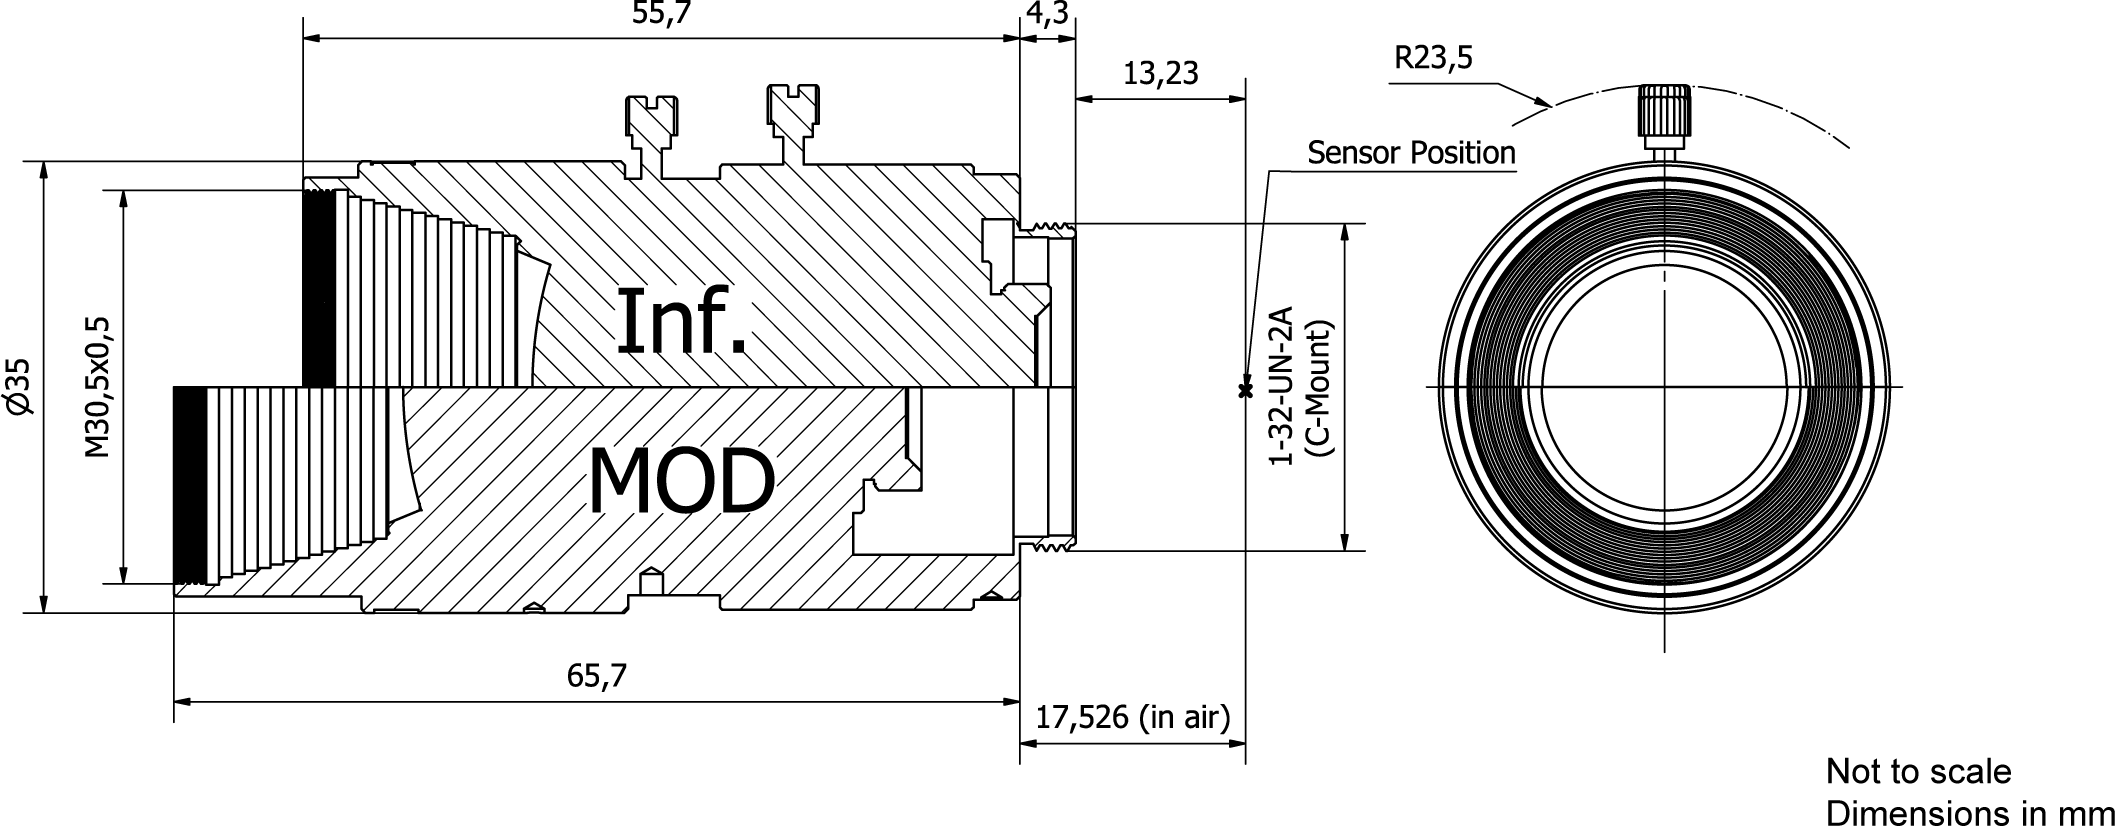 55,7
4,3
R23,5
13,23
Sensor Position
Inf.
Ø35
M30,5x0,5
1-32-UN-2A
(C-Mount)
MOD
65,7
17,526 (in air)
Not to scale
Dimensions in mm